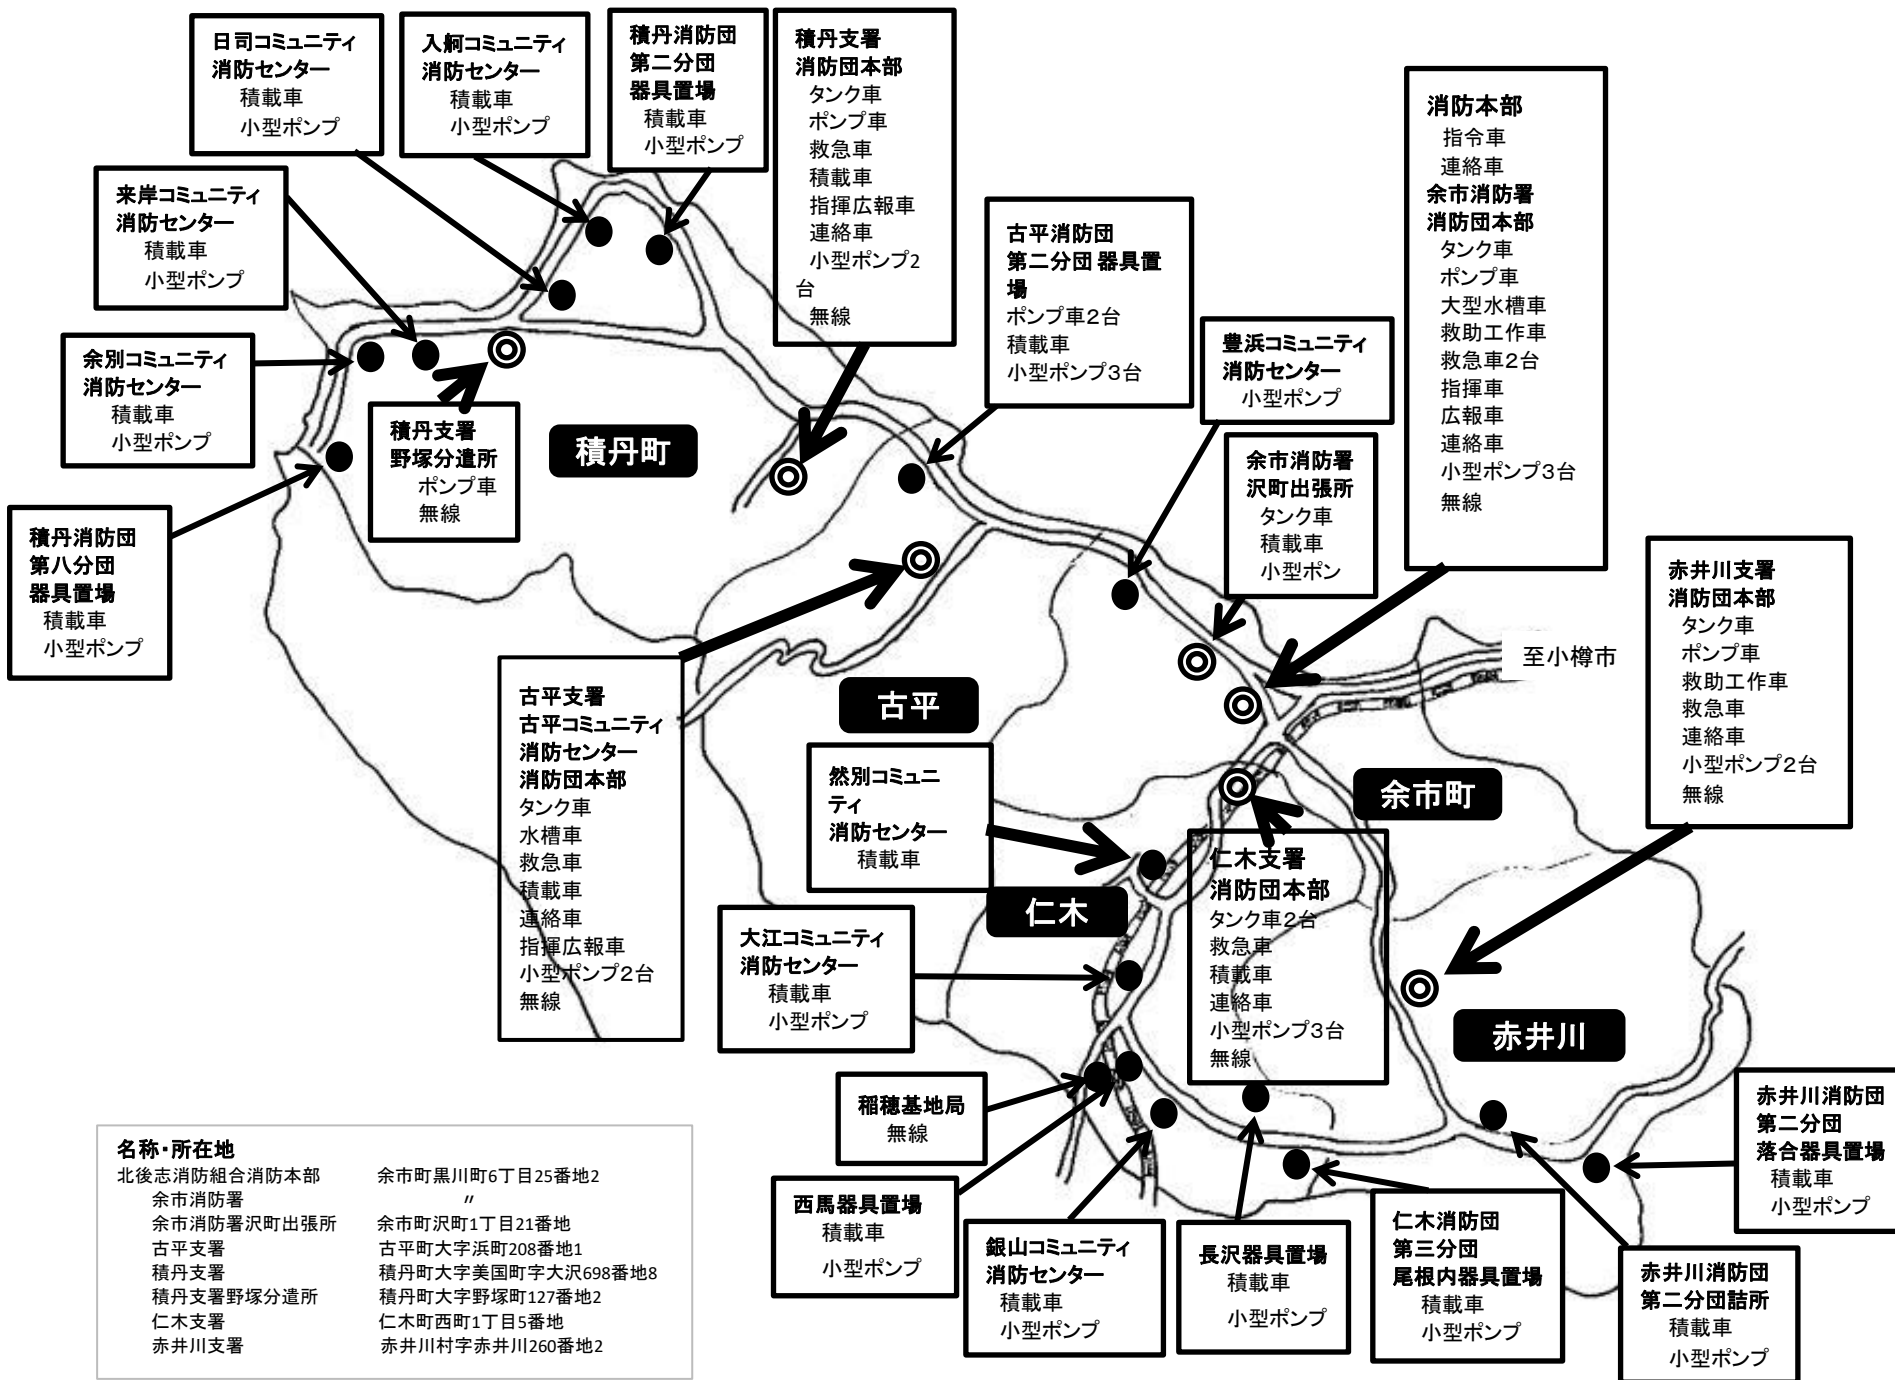 日司コミュニティ
消防センター
積載車
小型ポンプ
入舸コミュニティ
消防センター
積載車
小型ポンプ
積丹消防団
第二分団
器具置場
積載車
小型ポンプ
積丹支署
消防団本部
タンク車
ポンプ車
救急車
積載車
指揮広報車
連絡車
小型ポンプ2
台
無線
消防本部
指令車
連絡車
余市消防署
消防団本部
タンク車
ポンプ車
大型水槽車
救助工作車
救急車2台
指揮車
広報車
連絡車
小型ポンプ3台
無線
来岸コミュニティ
消防センター
積載車
小型ポンプ
古平消防団
第二分団 器具置
場
ポンプ車2台
積載車
小型ポンプ3台
豊浜コミュニティ
消防センター
小型ポンプ
余別コミュニティ
消防センター
積載車
小型ポンプ
積丹支署
野塚分遣所
ポンプ車
無線
積丹町
余市消防署
沢町出張所
タンク車
積載車
小型ポン
積丹消防団
第八分団
器具置場
積載車
小型ポンプ
赤井川支署
消防団本部
タンク車
ポンプ車
救助工作車
救急車
連絡車
小型ポンプ2台
無線
至小樽市
古平支署
古平コミュニティ
消防センター
消防団本部
タンク車
水槽車
救急車
積載車
連絡車
指揮広報車
小型ポンプ2台
無線
古平
然別コミュニ
ティ
消防センター
積載車
余市町
仁木支署
消防団本部
タンク車2台
救急車
積載車
連絡車
小型ポンプ3台
無線
仁木
大江コミュニティ
消防センター
積載車
小型ポンプ
赤井川
稲穂基地局
無線
赤井川消防団
第二分団
落合器具置場
積載車
小型ポンプ
西馬器具置場
積載車
小型ポンプ
銀山コミュニティ
消防センター
積載車
小型ポンプ
長沢器具置場
積載車
小型ポンプ
仁木消防団
第三分団
尾根内器具置場
積載車
小型ポンプ
赤井川消防団
第二分団詰所
積載車
小型ポンプ
名称・所在地
北後志消防組合消防本部 余市町黒川町6丁目25番地2
余市消防署 〃
余市消防署沢町出張所 余市町沢町1丁目21番地
古平支署 古平町大字浜町208番地1
積丹支署 積丹町大字美国町字大沢698番地8
積丹支署野塚分遣所 積丹町大字野塚町127番地2
仁木支署 仁木町西町1丁目5番地
赤井川支署 赤井川村字赤井川260番地2